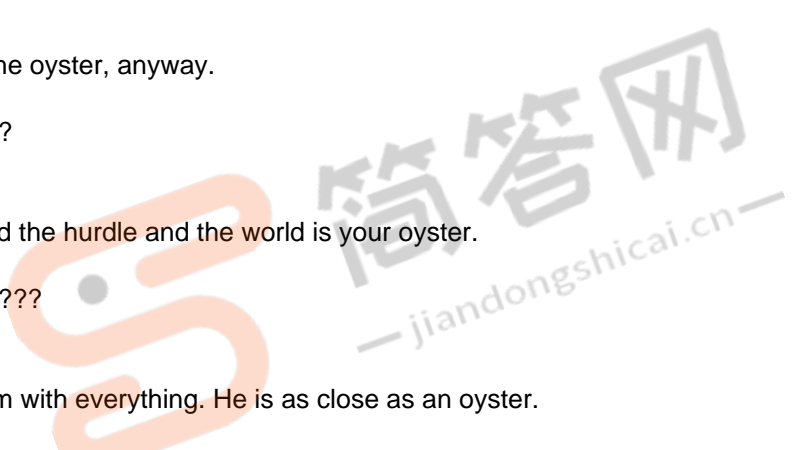 ne oyster, anyway.
?
d the hurdle and the world is your oyster.
???
m with everything. He is as close as an oyster.
简答网
jiandongshicai.cn